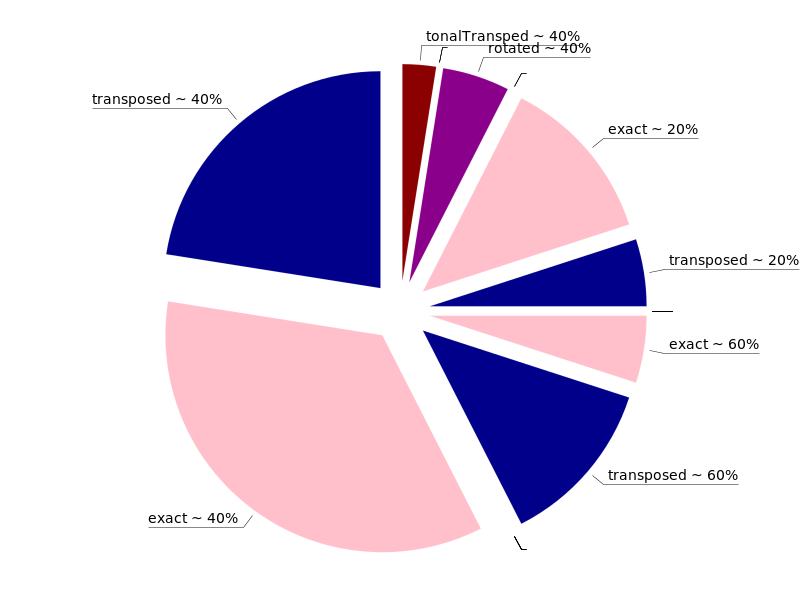 tonalTransped ~ 40%
rotated ~ 40%
transposed ~ 40%
exact ~ 20%
transposed ~ 20%
exact ~ 60%
transposed ~ 60%
exact ~ 40%